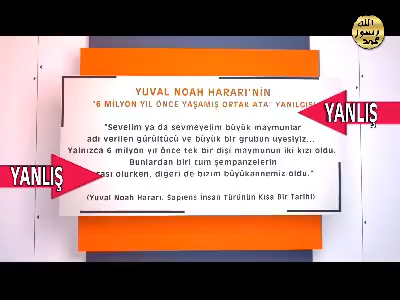 الله
رسول
محمد
YUVAL NOAH HARARI'NİN
"6 MİLYON YIL ÖNCE YAŞAMIŞ ORTAK ATA" YANILGISI
YANLIŞ
"Sevelim ya da sevmeyelim büyük maymunlar
adı verilen gürültücü ve büyük bir grubun üyesiyiz...
Yalnızca 6 milyon yıl önce tek bir dişi maymunun iki kızı oldu.
Bunlardan biri tüm şempanzelerin
YANLIŞ
olurken, diğeri de bizim büyükannemiz oldu."
(Yuval Noah Harari, Sapiens İnsan Türünün Kısa Bir Tarihi)